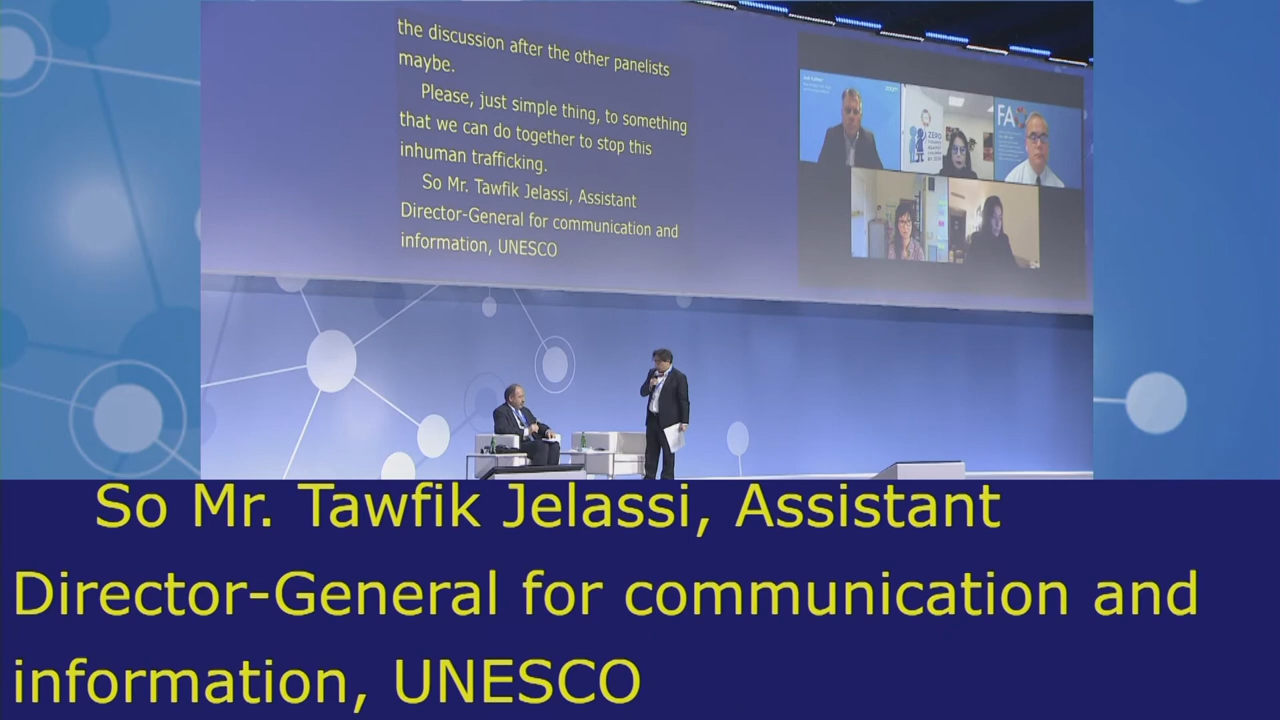 the discussion after the other panelists
maybe.
Please, just simple thing, to something
that we can do together to stop this
inhuman trafficking.
So Mr. Tawfik Jelassi, Assistant
Director-General for communication and
information, UNESCO
ZERO
FA
So Mr. Tawfik Jelassi, Assistant
Director-General for communication and
information, UNESCO